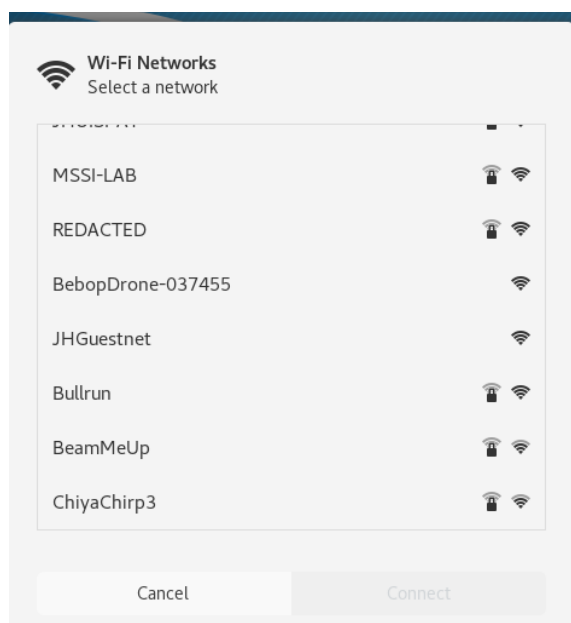 Wi-Fi Networks
Select a network
MSSI-LAB
REDACTED
BebopDrone-037455
JHGuestnet
Bullrun
BeamMeUp
ChiyaChirp3
Cancel
Connect